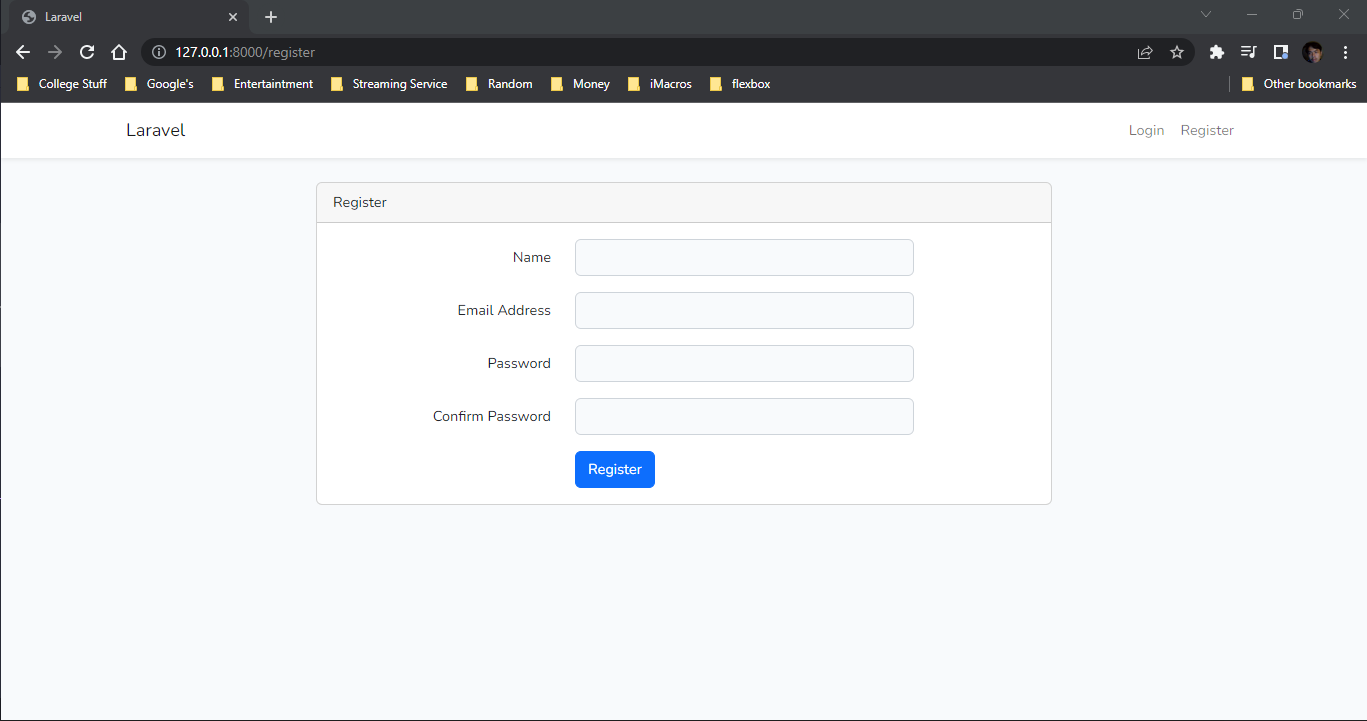 Laravel
127.0.0.1:8000/register
College Stuff Google's Entertaintment Streaming Service Random Money iMacros flexbox Other bookmarks
Laravel Login Register
Register
Name
Email Address
Password
Confirm Password
Register